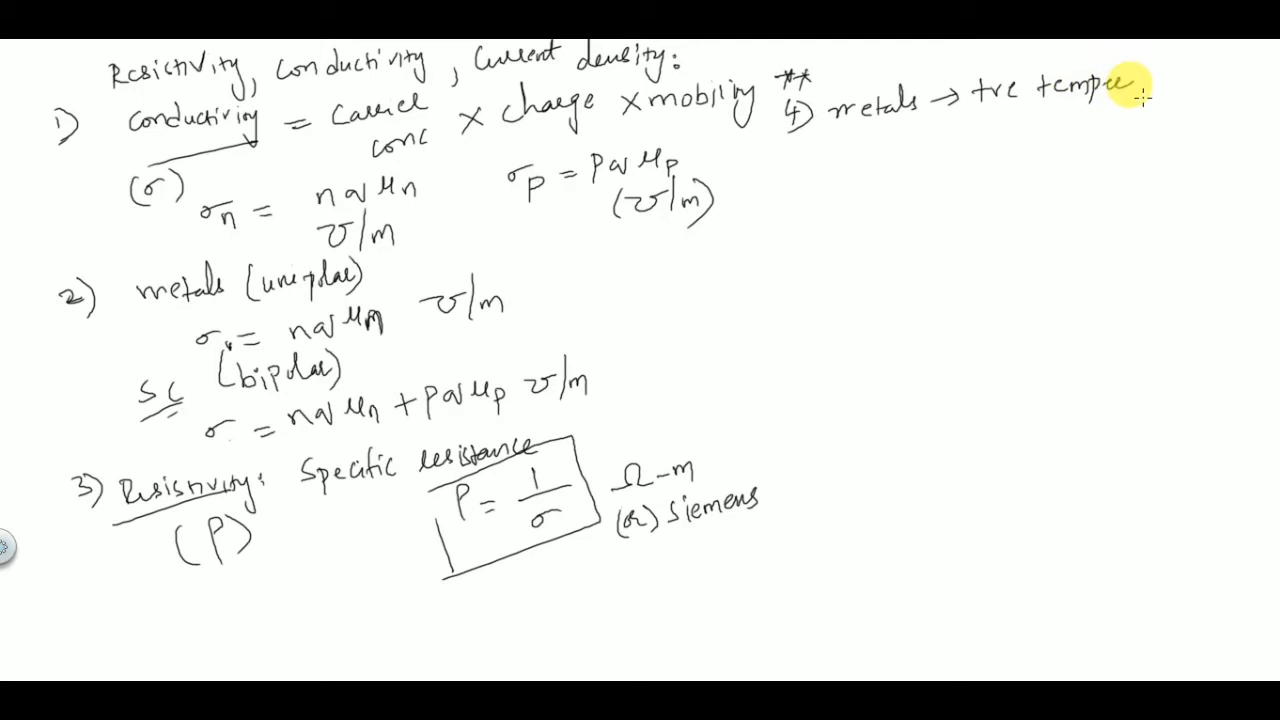 Resistivity, conductivity, Current density:
1) conductivity = Carrier conc × charge × mobility
(σ)
σn = nqμn
℧/m
σp = pqμp
(℧/m)
2) metals (unipolar)
σ = nqμn ℧/m
SC (bipolar)
σ = nqμn + pqμp ℧/m
3) Resistivity: Specific resistance
(ρ)
ρ = 1/σ
Ω-m
(or) Siemens
**
4) metals → +ve tempe